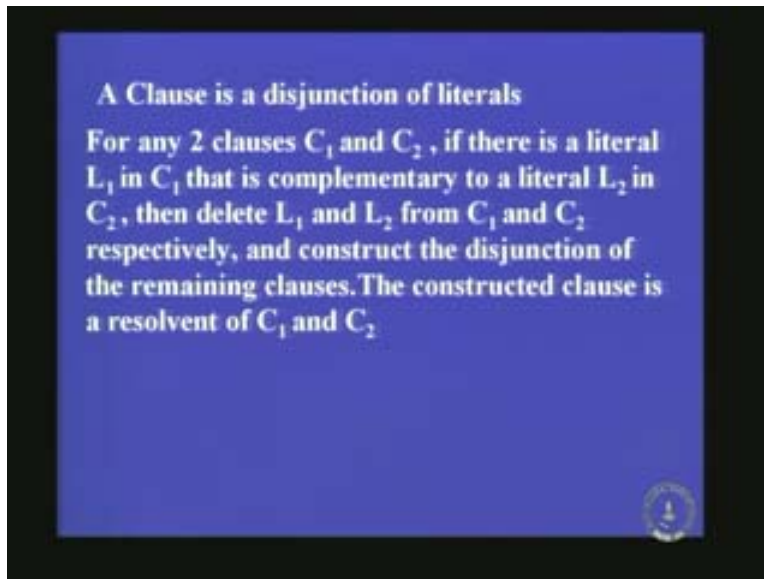 A Clause is a disjunction of literals
For any 2 clauses C₁ and C₂ , if there is a literal
L₁ in C₁ that is complementary to a literal L₂ in
C₂, then delete L₁ and L₂ from C₁ and C₂
respectively, and construct the disjunction of
the remaining clauses.The constructed clause is
a resolvent of C₁ and C₂